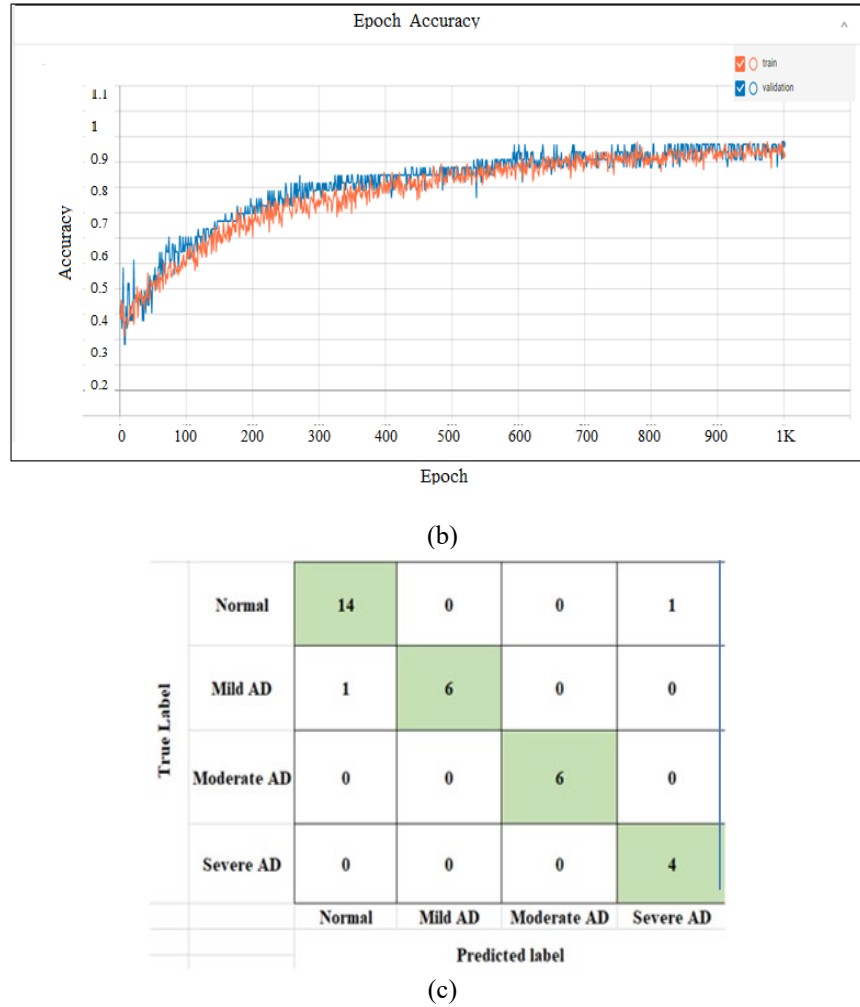 Epoch Accuracy
train
validation
1.1
1
0.9
0.8
0.7
0.6
0.5
0.4
0.3
0.2
Accuracy
0 100 200 300 400 500 600 700 800 900 1K
Epoch
(b)
True Label
Normal 14 0 0 1
Mild AD 1 6 0 0
Moderate AD 0 0 6 0
Severe AD 0 0 0 4
Normal Mild AD Moderate AD Severe AD
Predicted label
(c)